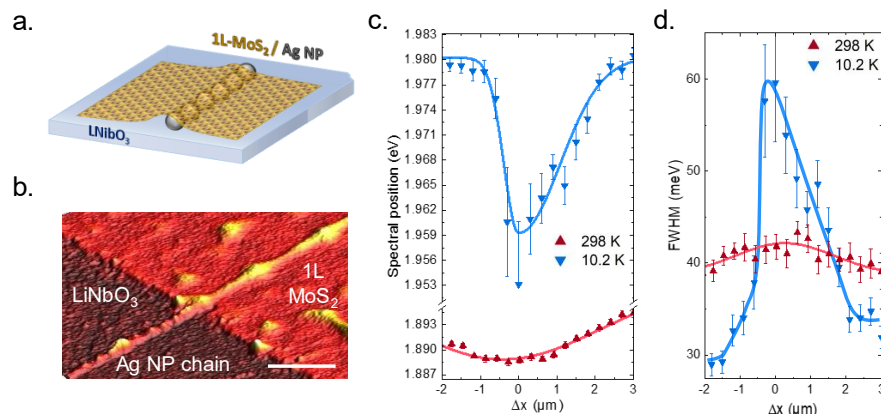 a.
1L-MoS₂ / Ag NP
LNibO₃
b.
LiNbO₃
1L
MoS₂
Ag NP chain
c.
1.983
1.980
1.977
1.974
1.971
1.968
1.965
1.962
1.959
1.956
1.953
1.893
1.890
1.887
Spectral position (eV)
298 K
10.2 K
-2 -1 0 1 2 3
Δx (μm)
d.
298 K
10.2 K
60
50
40
30
FWHM (meV)
-2 -1 0 1 2 3
Δx (μm)